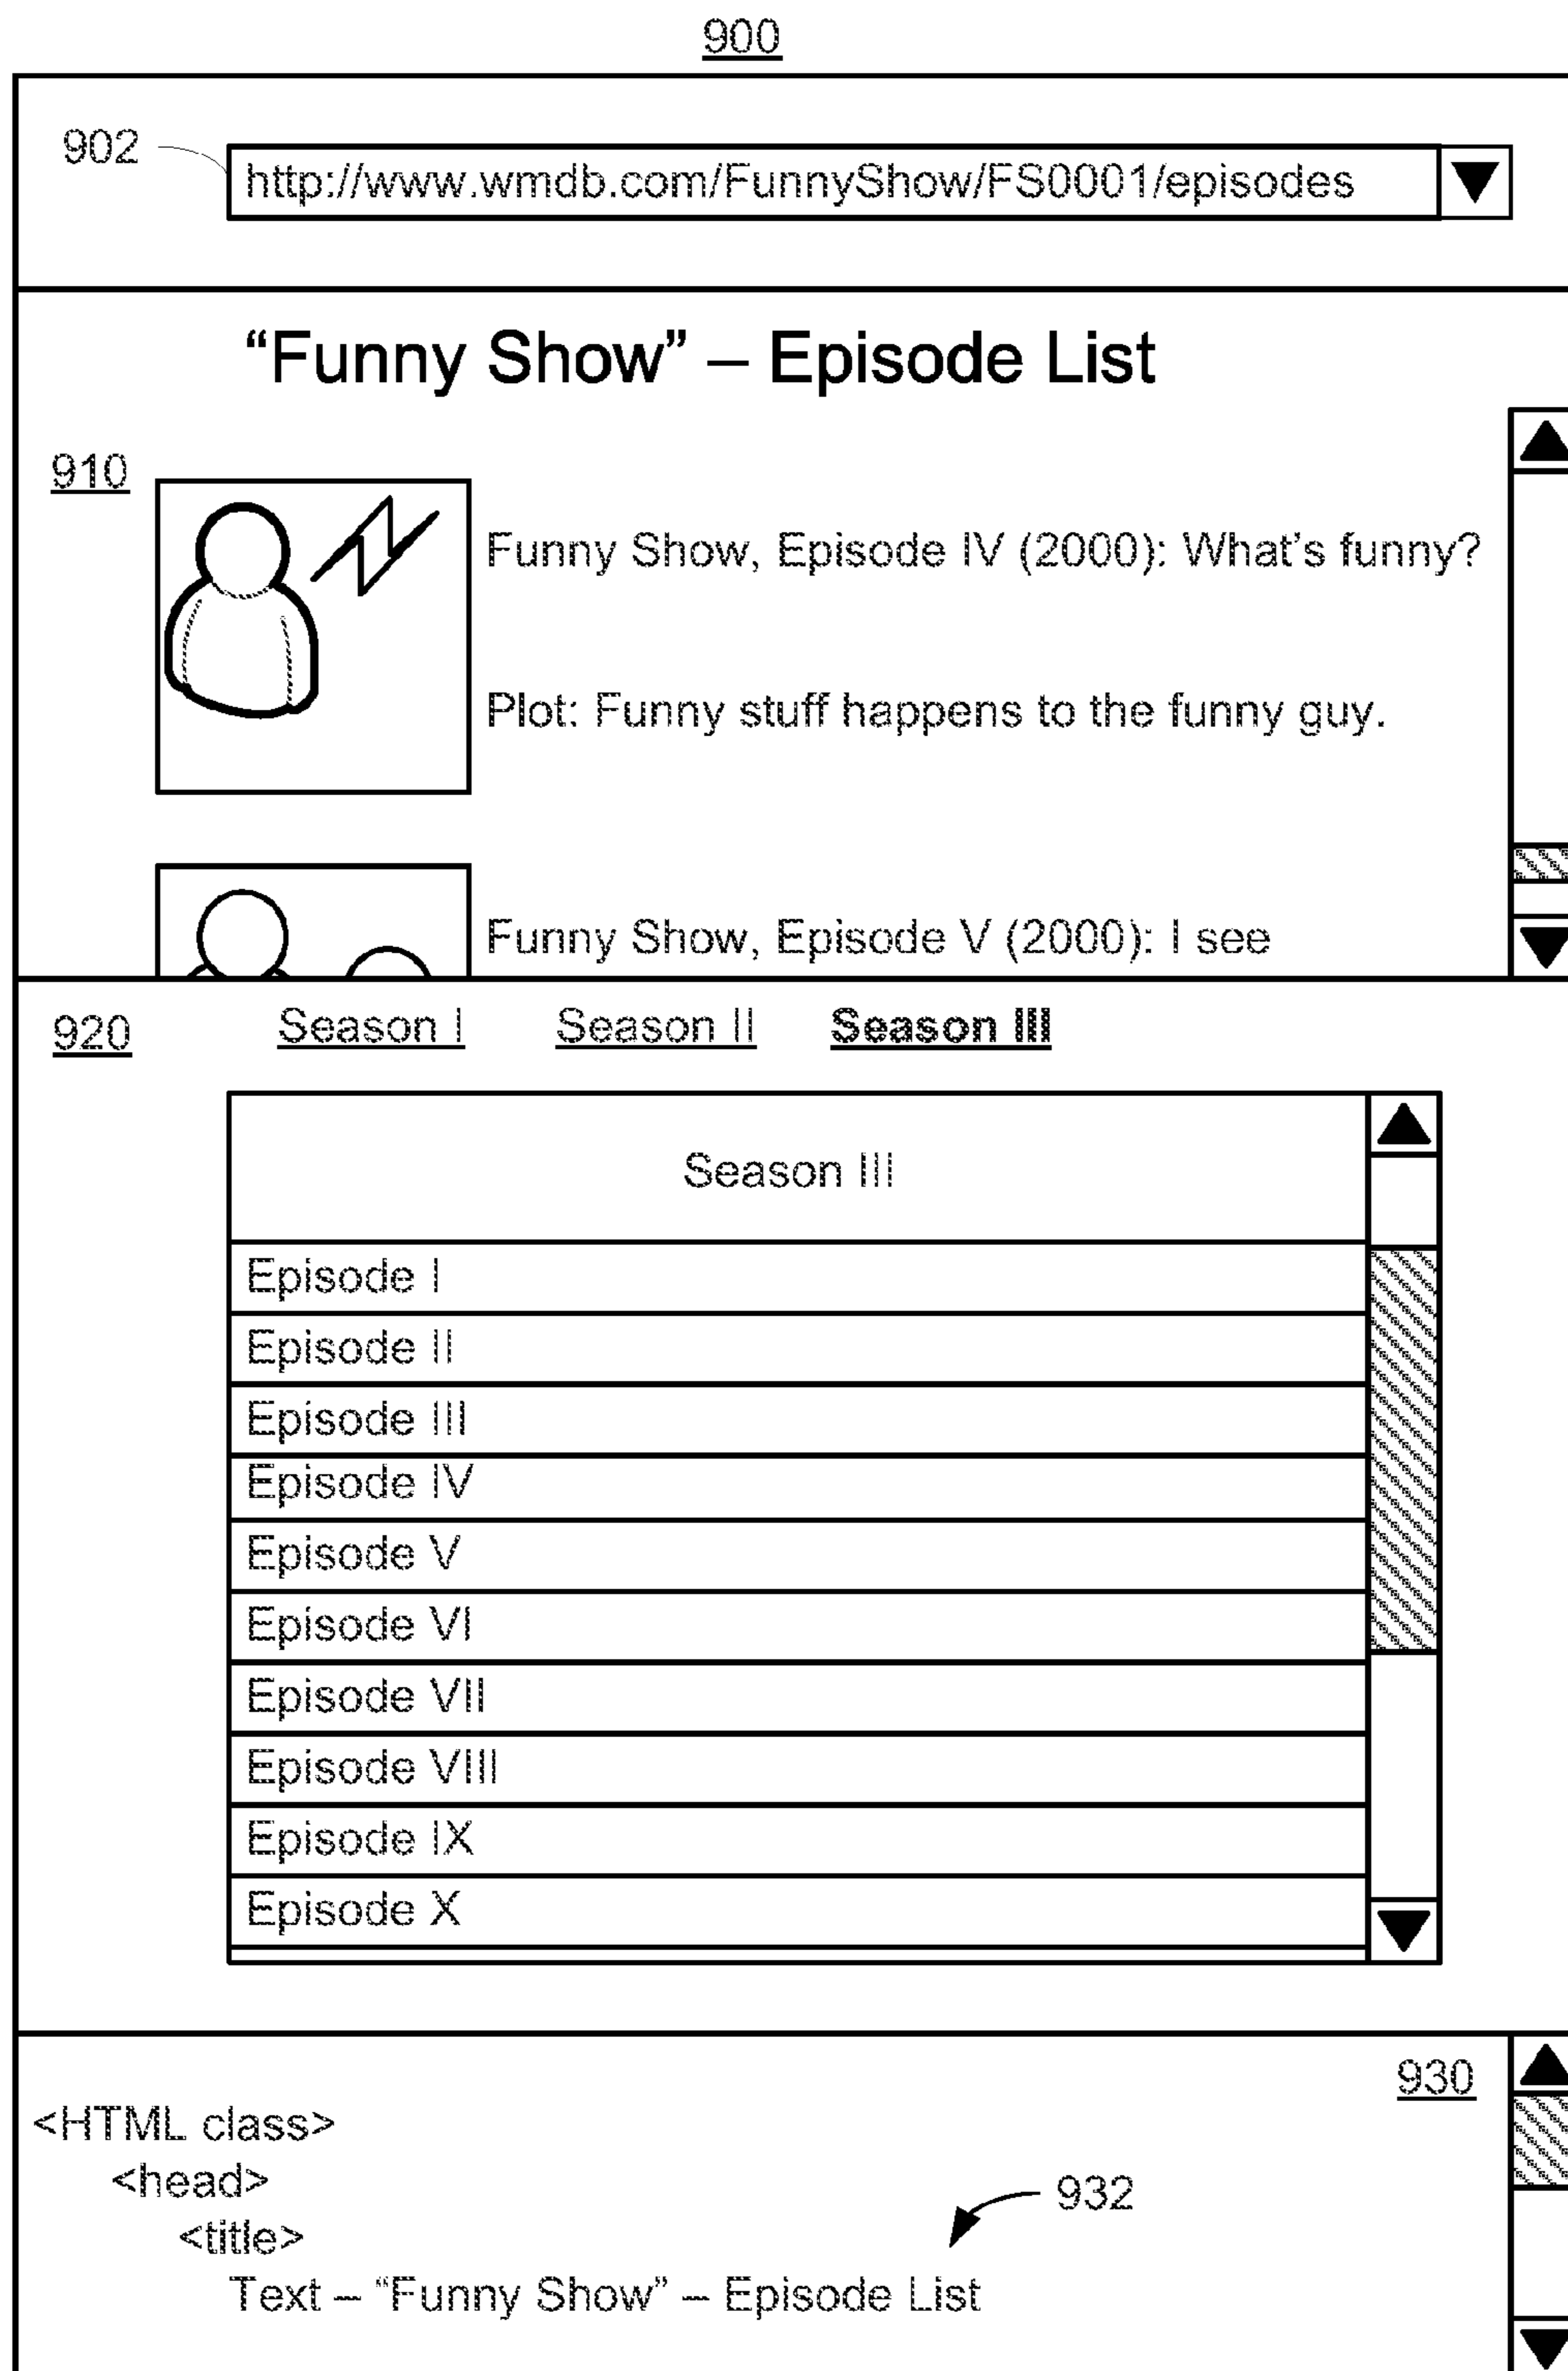 900
902
http://www.wmdb.com/FunnyShow/FS0001/episodes
“Funny Show” – Episode List
910
Funny Show, Episode IV (2000): What's funny?
Plot: Funny stuff happens to the funny guy.
Funny Show, Episode V (2000): I see
920 Season I Season II Season III
Season III
Episode I
Episode II
Episode III
Episode IV
Episode V
Episode VI
Episode VII
Episode VIII
Episode IX
Episode X
930
<HTML class>
<head>
932
<title>
Text – “Funny Show” – Episode List